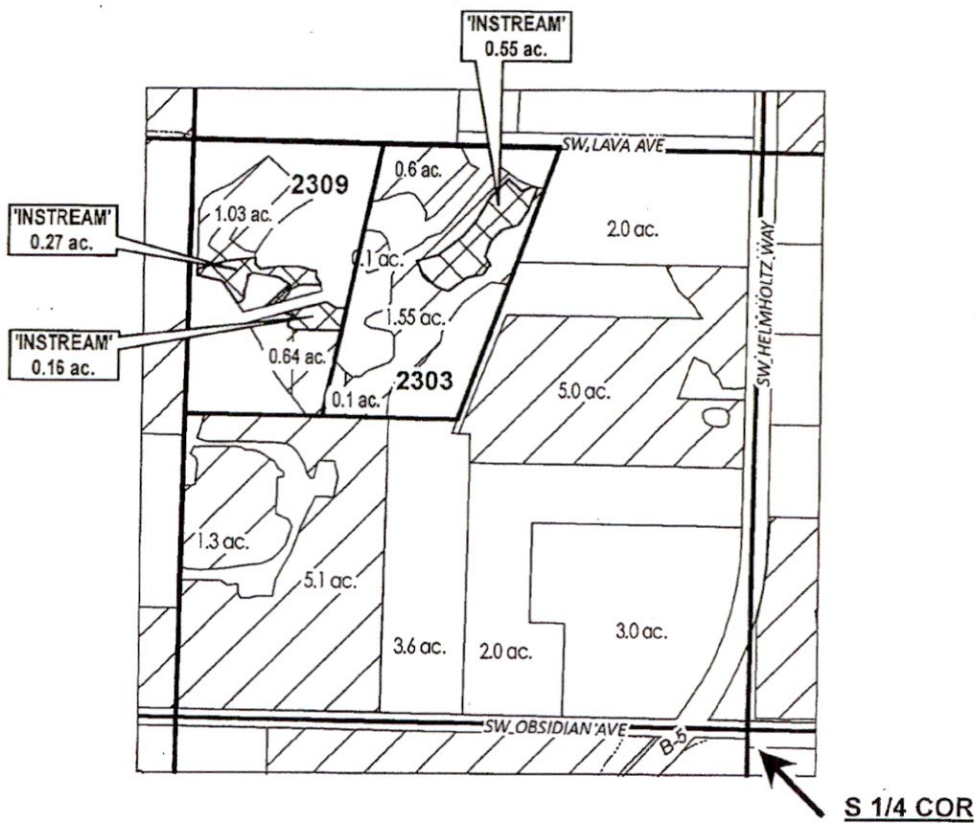 'INSTREAM'
0.55 ac.
SW LAVA AVE
0.6 ac.
2309
1.03 ac.
'INSTREAM'
0.27 ac.
2.0 ac.
SW HELMHOLTZ WAY
0.1 ac.
1.55 ac.
'INSTREAM'
0.16 ac.
0.64 ac.
2303
0.1 ac.
5.0 ac.
1.3 ac.
5.1 ac.
3.6 ac.
2.0 ac.
3.0 ac.
SW OBSIDIAN AVE
B-5
S 1/4 COR